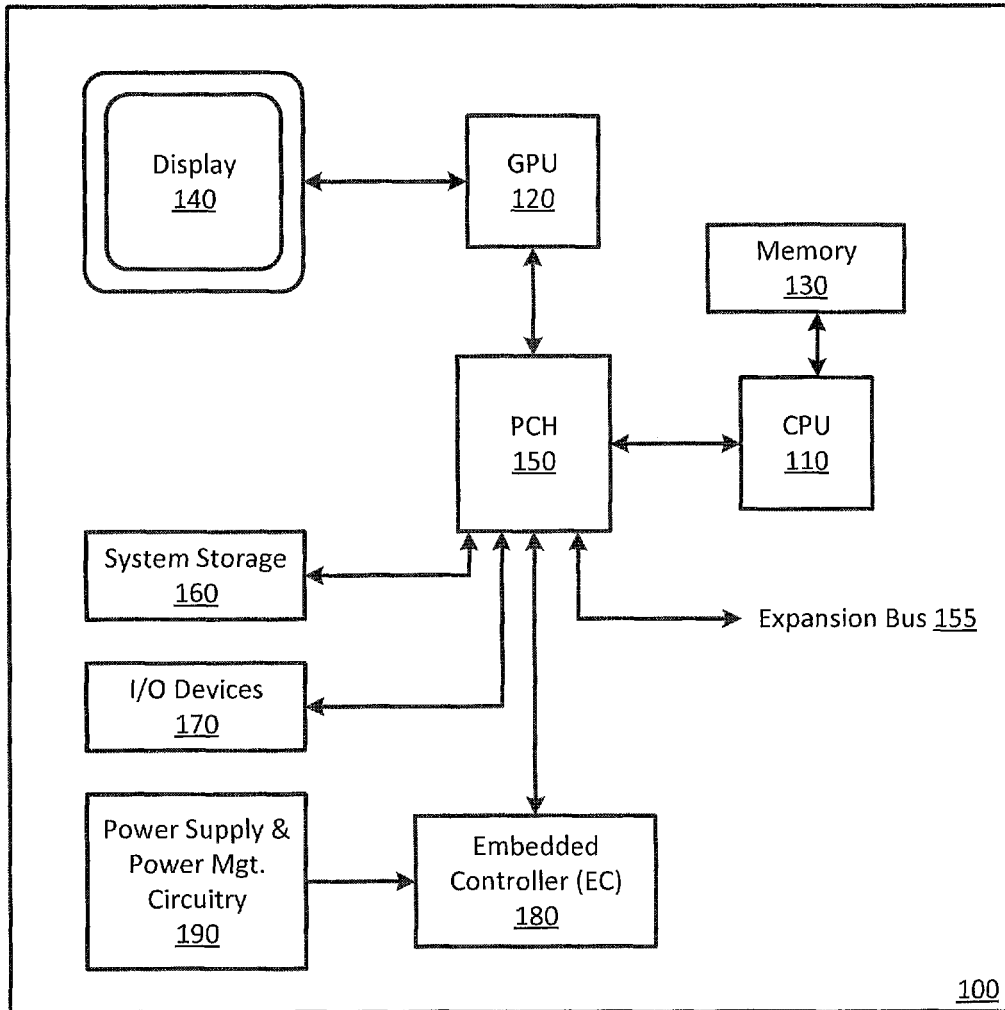 Display
140
GPU
120
Memory
130
PCH
150
CPU
110
System Storage
160
Expansion Bus 155
I/O Devices
170
Power Supply &
Power Mgt.
Circuitry
190
Embedded
Controller (EC)
180
100